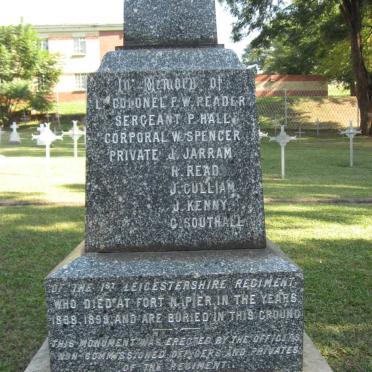 In Memory of
Lt COLONEL F.W. READER
SERGEANT P. HALL
CORPORAL W. SPENCER
PRIVATE J. JARRAM
H. READ
J. GULLIAM
J. KENNY
G. SOUTHALL
OF THE 1ST LEICESTERSHIRE REGIMENT,
WHO DIED AT FORT NAPIER, IN THE YEARS
1898, 1899, AND ARE BURIED IN THIS GROUND
THIS MONUMENT WAS ERECTED BY THE OFFICERS,
NON-COMMISSIONED OFFICERS AND PRIVATES
OF THE REGIMENT.